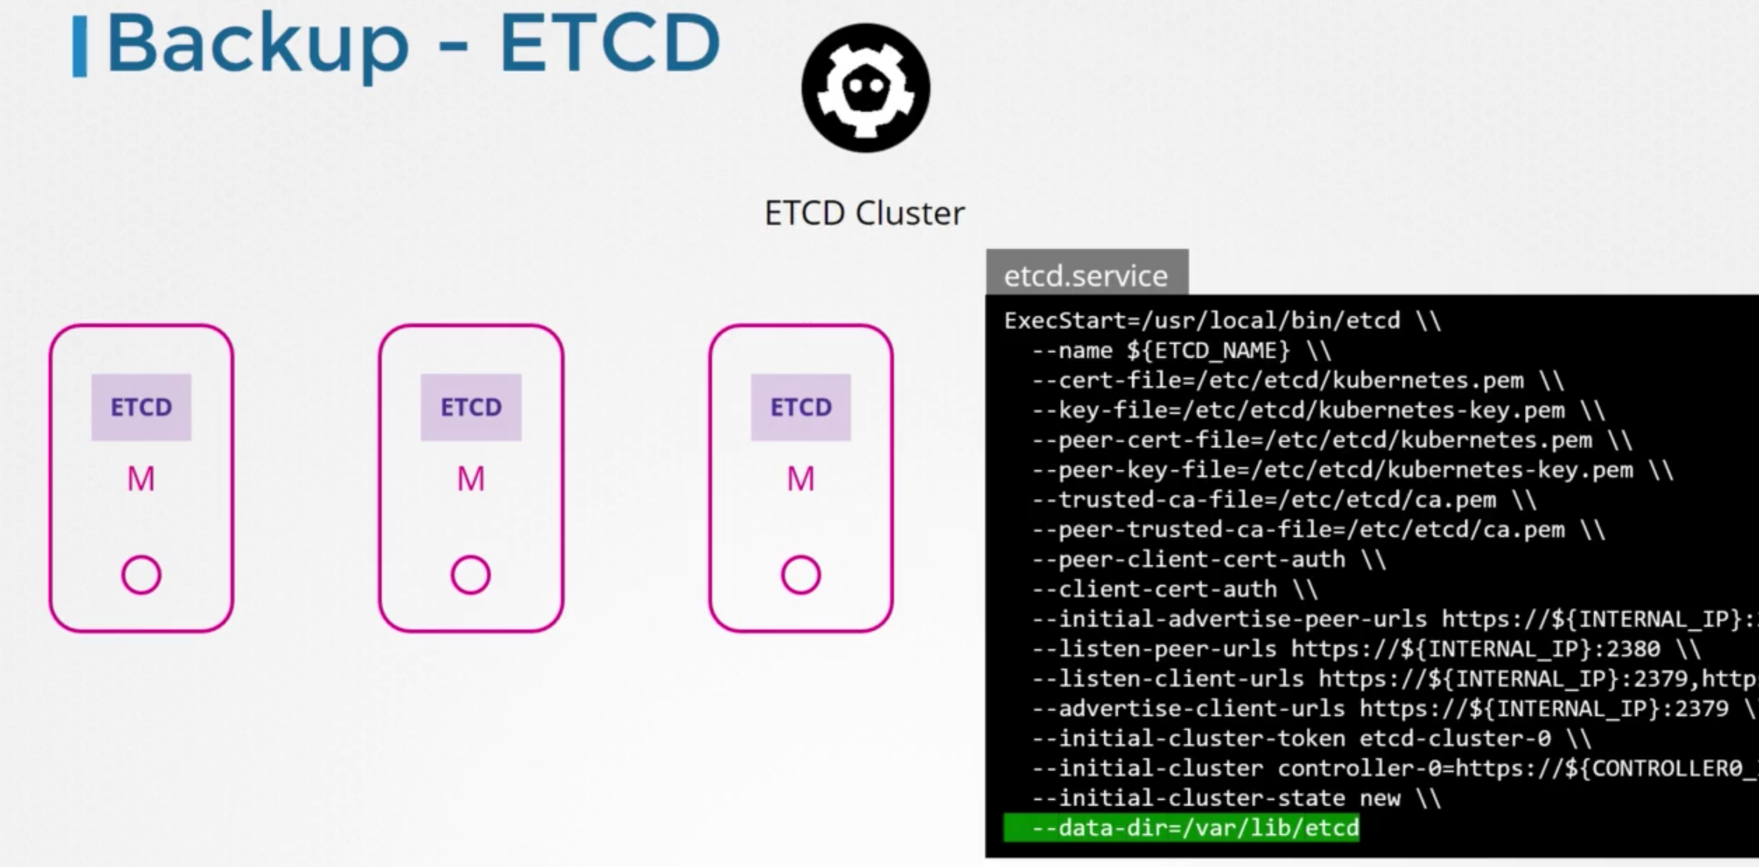 Backup - ETCD
ETCD Cluster
ETCD
M
ETCD
M
ETCD
M
etcd.service
ExecStart=/usr/local/bin/etcd \\
--name ${ETCD_NAME} \\
--cert-file=/etc/etcd/kubernetes.pem \\
--key-file=/etc/etcd/kubernetes-key.pem \\
--peer-cert-file=/etc/etcd/kubernetes.pem \\
--peer-key-file=/etc/etcd/kubernetes-key.pem \\
--trusted-ca-file=/etc/etcd/ca.pem \\
--peer-trusted-ca-file=/etc/etcd/ca.pem \\
--peer-client-cert-auth \\
--client-cert-auth \\
--initial-advertise-peer-urls https://${INTERNAL_IP}:
--listen-peer-urls https://${INTERNAL_IP}:2380 \\
--listen-client-urls https://${INTERNAL_IP}:2379,http
--advertise-client-urls https://${INTERNAL_IP}:2379 \
--initial-cluster-token etcd-cluster-0 \\
--initial-cluster controller-0=https://${CONTROLLER0_
--initial-cluster-state new \\
--data-dir=/var/lib/etcd